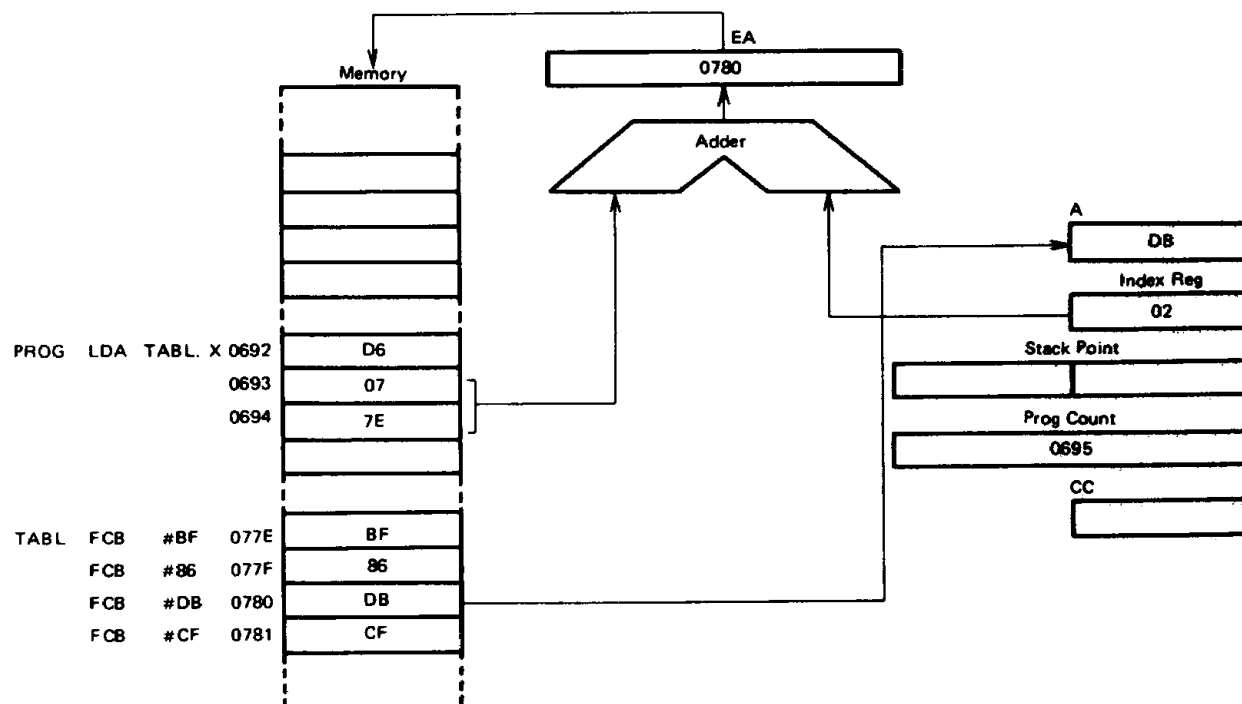 EA
0780
Memory
Adder
A
DB
Index Reg
02
PROG LDA TABL. X 0692 D6
Stack Point
0693 07
0694 7E
Prog Count
0695
CC
TABL FCB #BF 077E BF
FCB #86 077F 86
FCB #DB 0780 DB
FCB #CF 0781 CF